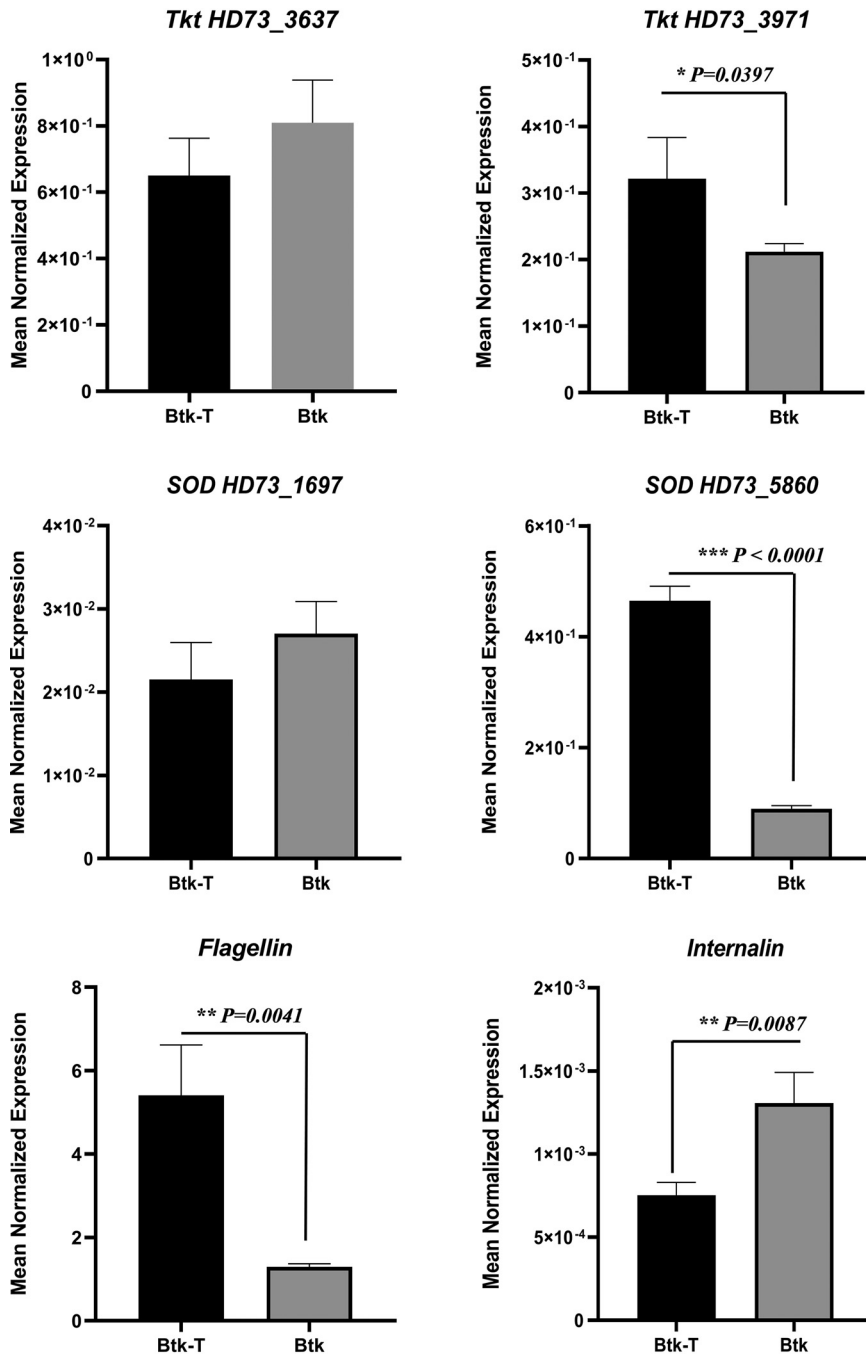 Tkt HD73_3637
Mean Normalized Expression
1×10⁰
8×10⁻¹
6×10⁻¹
4×10⁻¹
2×10⁻¹
0
Btk-T Btk
Tkt HD73_3971
Mean Normalized Expression
5×10⁻¹
4×10⁻¹
3×10⁻¹
2×10⁻¹
1×10⁻¹
0
* P=0.0397
Btk-T Btk
SOD HD73_1697
Mean Normalized Expression
4×10⁻²
3×10⁻²
2×10⁻²
1×10⁻²
0
Btk-T Btk
SOD HD73_5860
Mean Normalized Expression
6×10⁻¹
4×10⁻¹
2×10⁻¹
0
*** P < 0.0001
Btk-T Btk
Flagellin
Mean Normalized Expression
8
6
4
2
0
** P=0.0041
Btk-T Btk
Internalin
Mean Normalized Expression
2×10⁻³
1.5×10⁻³
1×10⁻³
5×10⁻⁴
0
** P=0.0087
Btk-T Btk